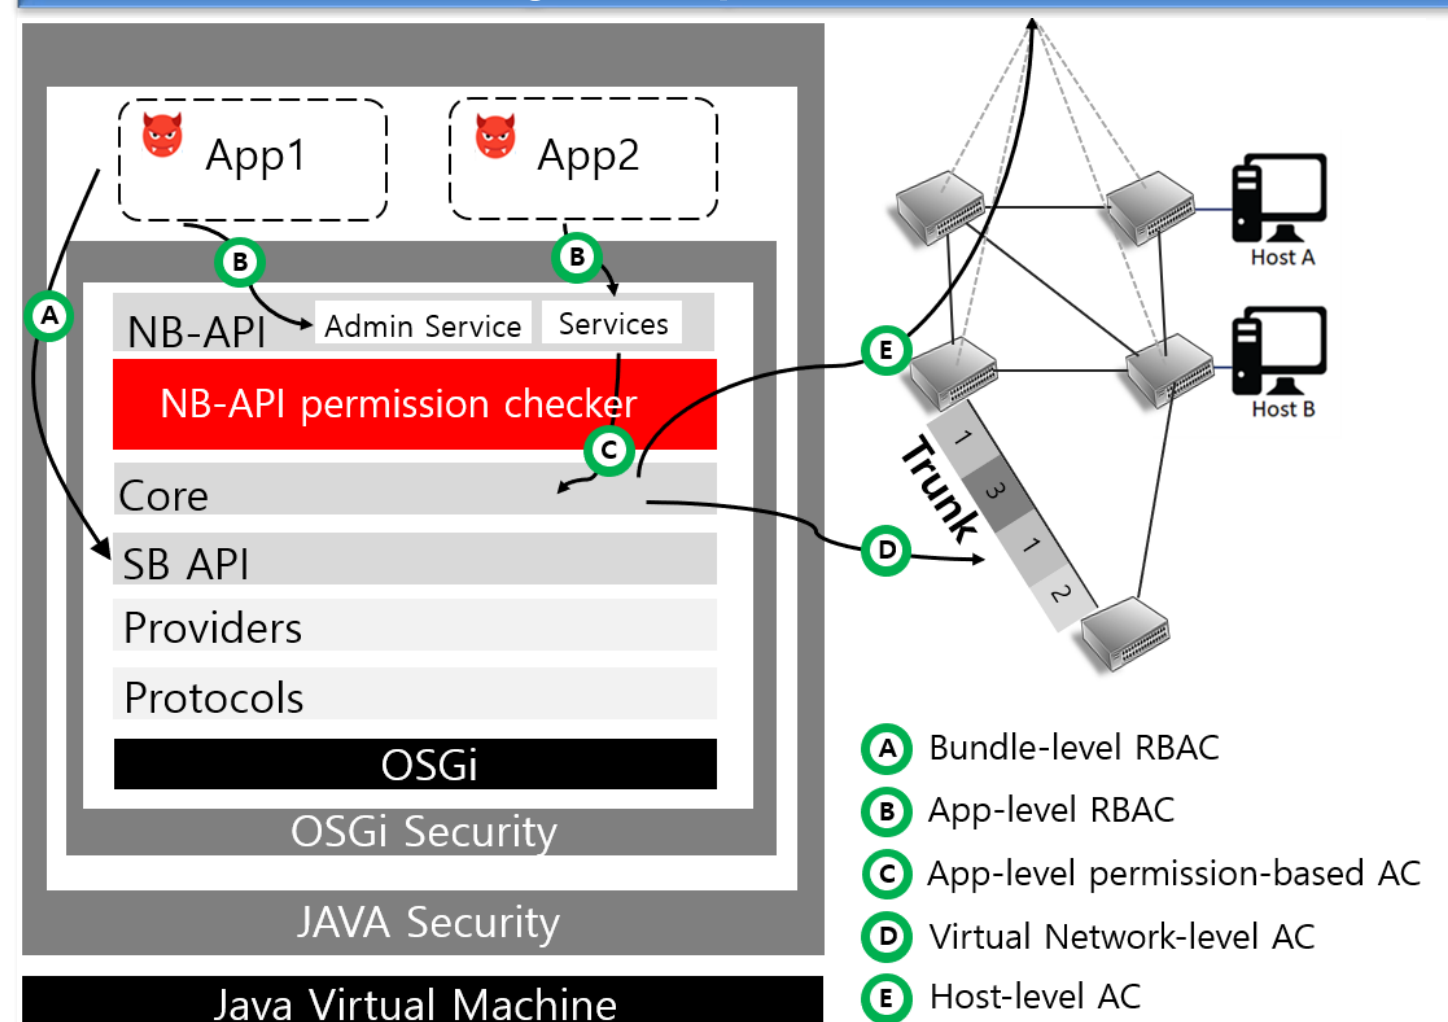 App1
App2
A
B
B
NB-API
Admin Service
Services
NB-API permission checker
C
Core
SB API
Providers
Protocols
OSGi
OSGi Security
JAVA Security
Java Virtual Machine
Host A
Host B
E
D
Trunk
1
3
1
2
A Bundle-level RBAC
B App-level RBAC
C App-level permission-based AC
D Virtual Network-level AC
E Host-level AC